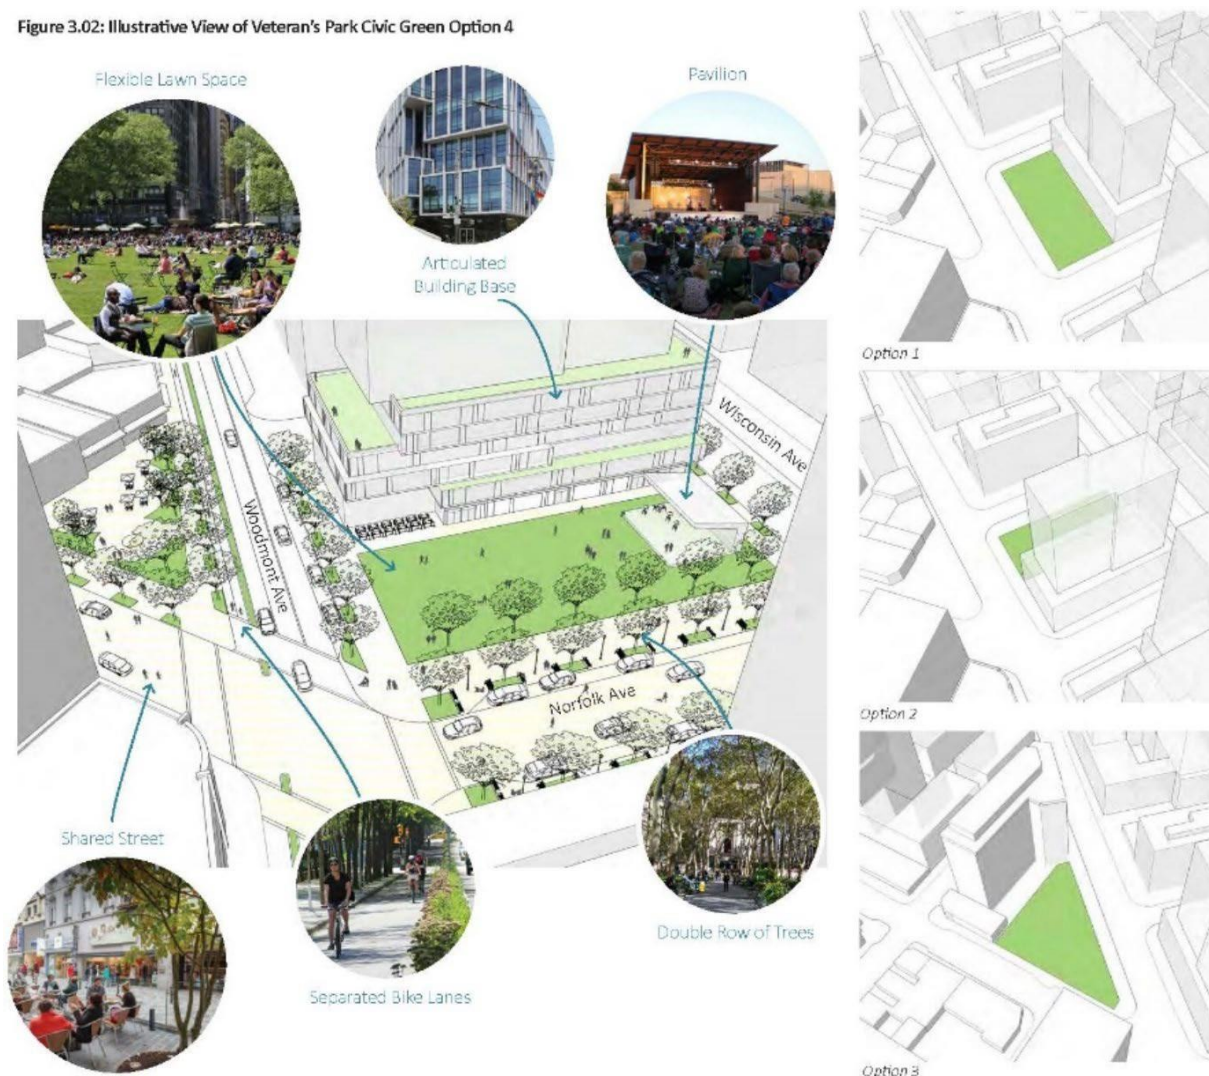 Figure 3.02: Illustrative View of Veteran's Park Civic Green Option 4
Flexible Lawn Space
Pavilion
Articulated
Building Base
Wisconsin Ave
Woodmont Ave
Norfolk Ave
Shared Street
Separated Bike Lanes
Double Row of Trees
Option 1
Option 2
Option 3